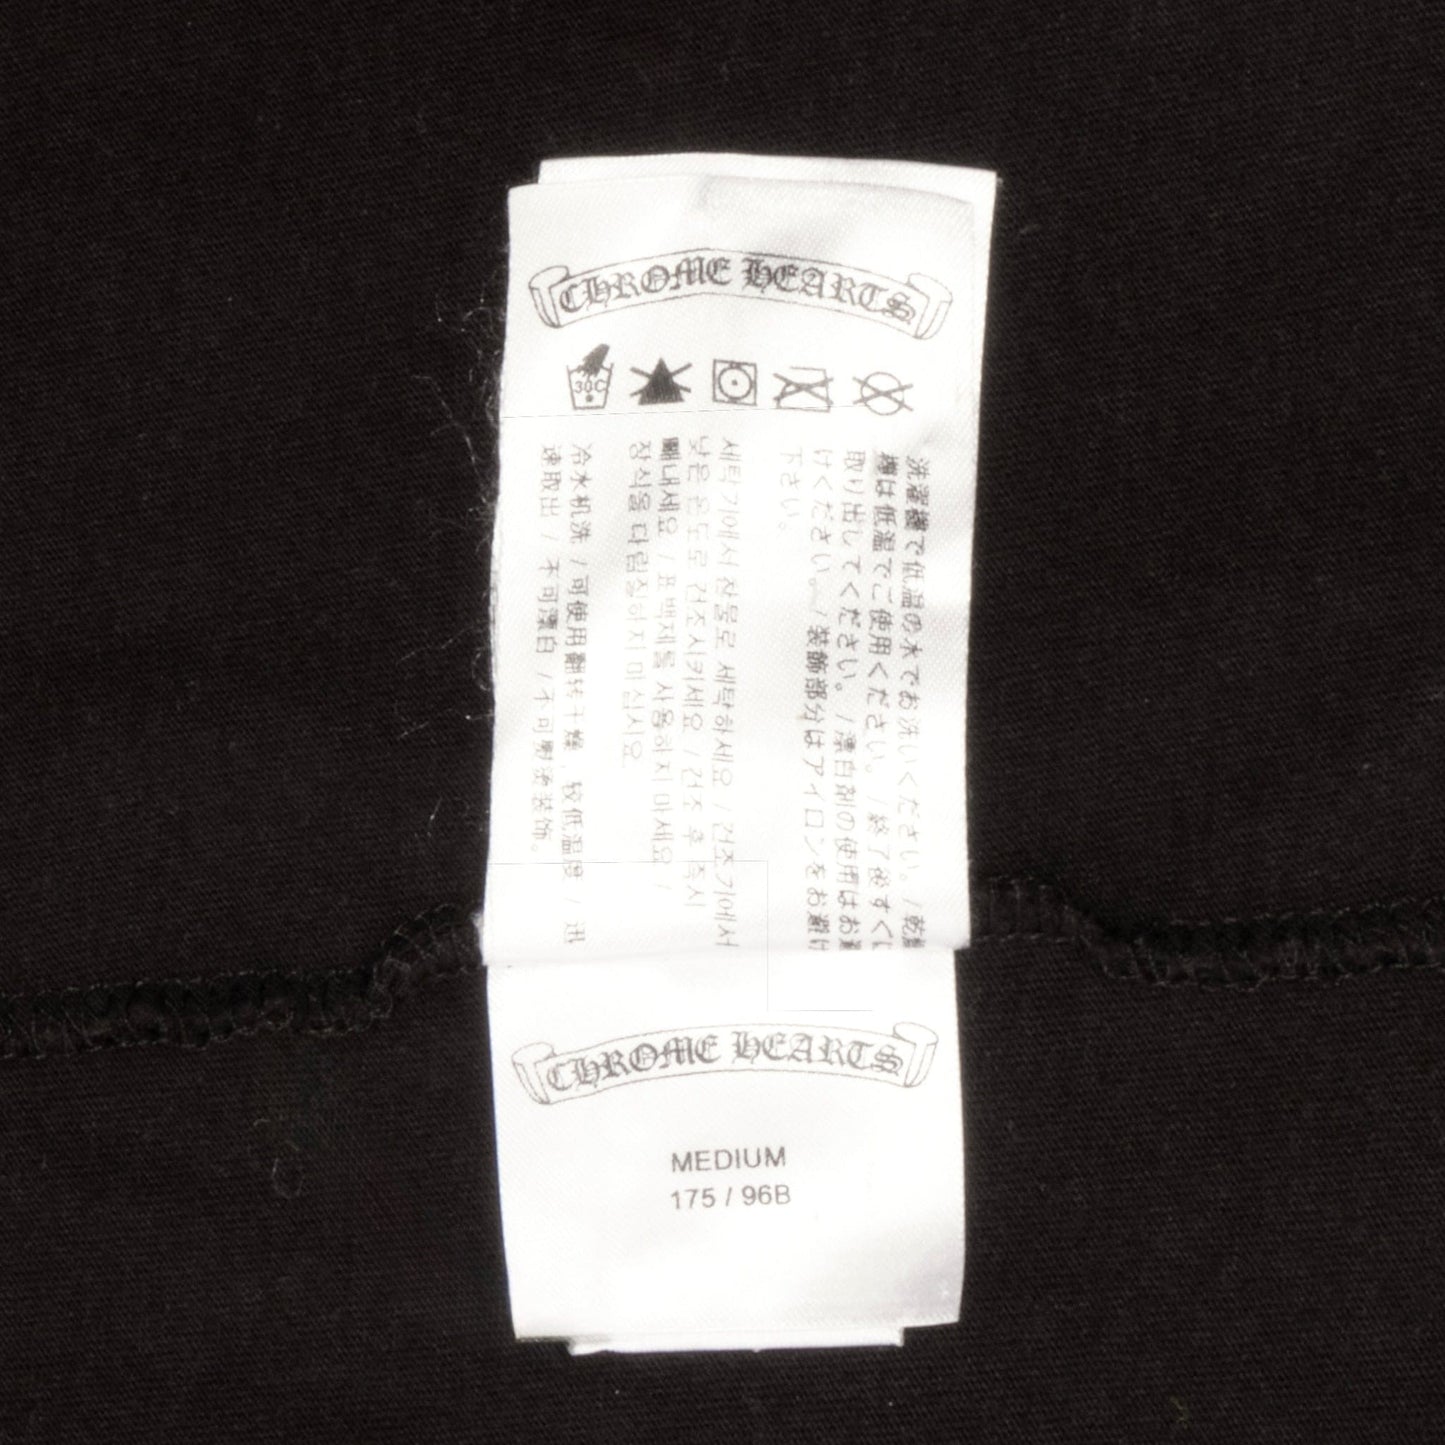 CHROME HEARTS
30C
洗濯機で低温の水でお洗いください。/乾燥
機は低温でご使用ください。/終了後すぐに
取り出してください。/漂白剤の使用はお避
けください。/装飾部分はアイロンをお避け
下さい。
세탁기에서 찬물로 세탁하세요 / 건조기에서
낮은 온도로 건조시키세요 / 건조 후 즉시
빼내세요 / 표백제를 사용하지 마세요 /
장식을 다림질하지 마십시요
冷水机洗 / 可使用翻转干燥，较低温度 / 迅
速取出 / 不可漂白 / 不可熨烫装饰。
CHROME HEARTS
MEDIUM
175 / 96B